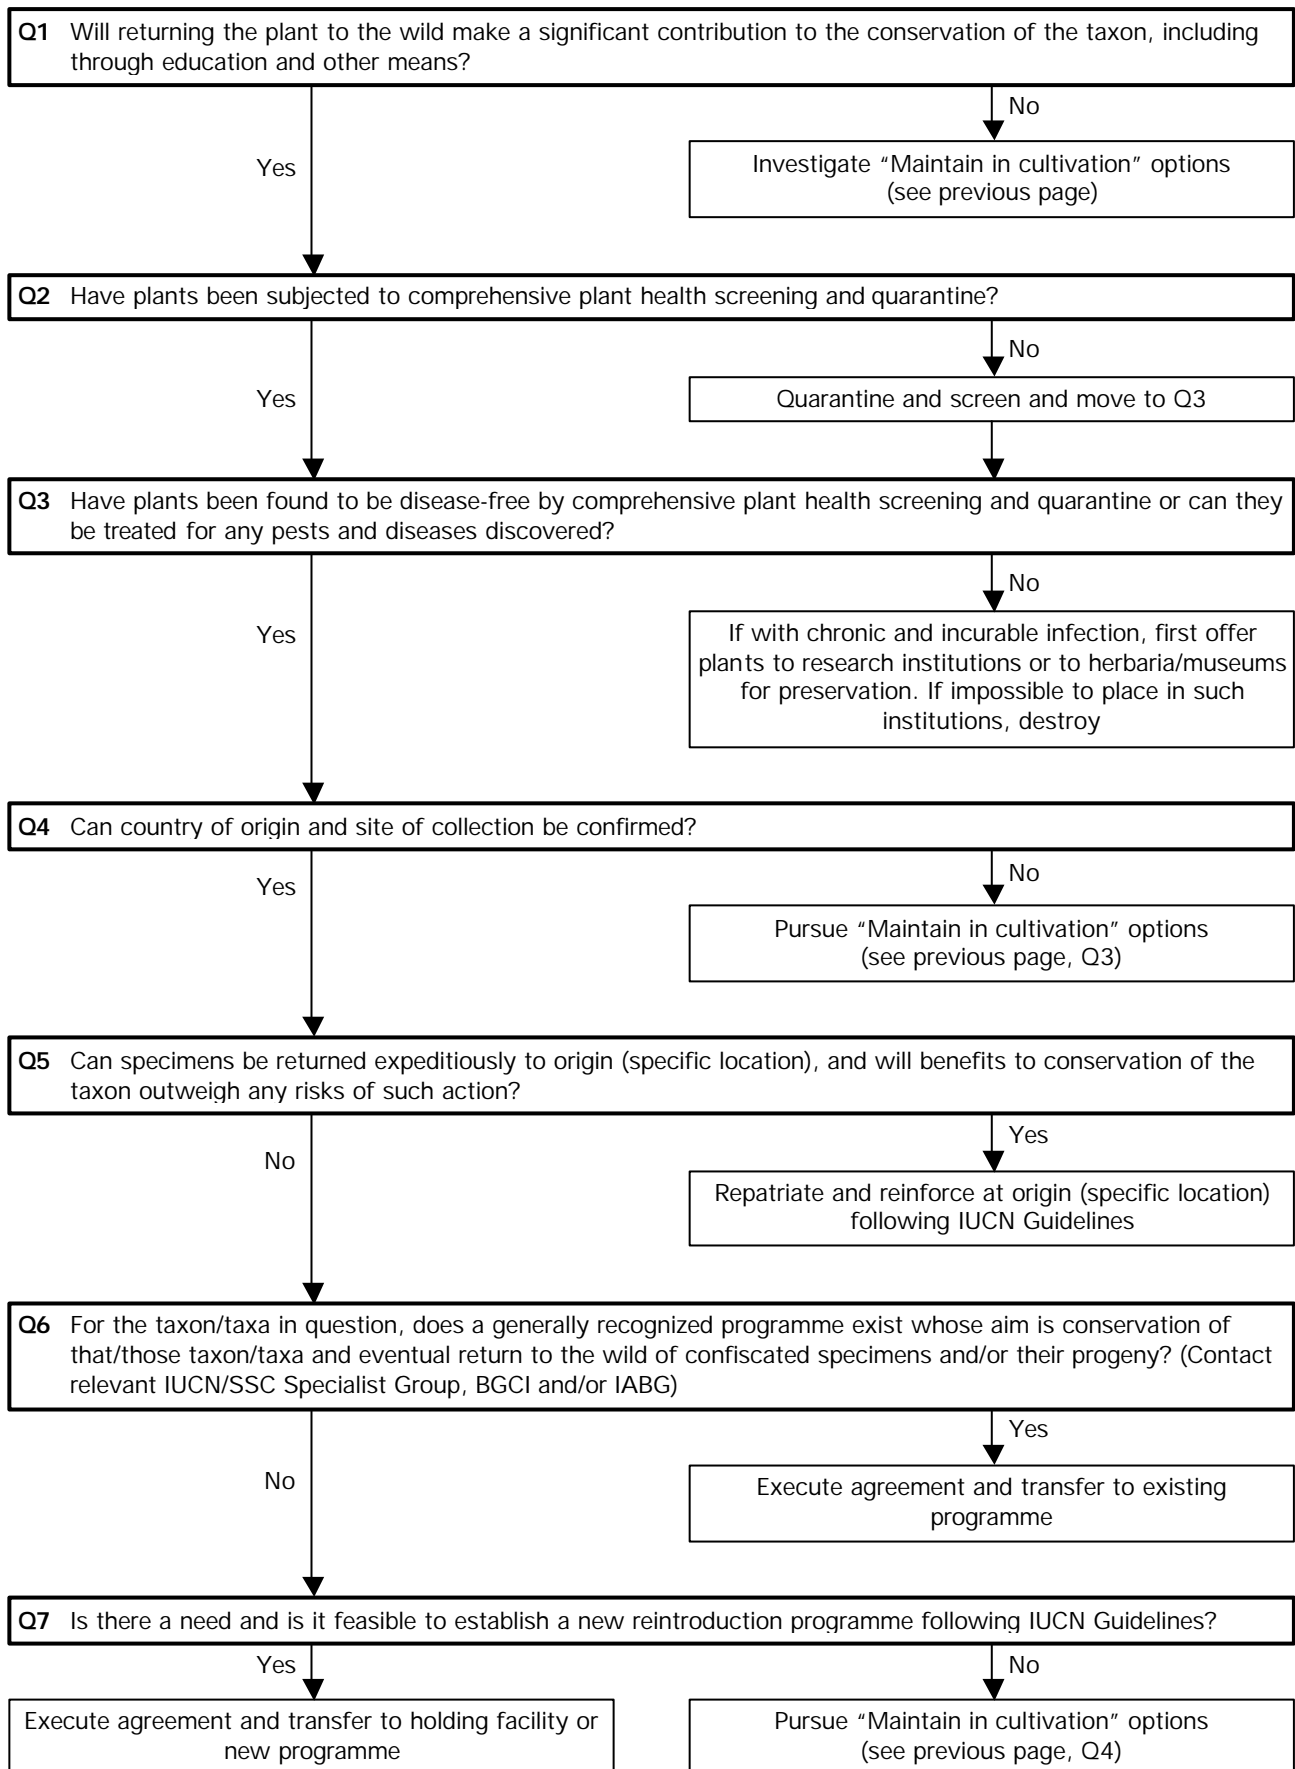 Q1 Will returning the plant to the wild make a significant contribution to the conservation of the taxon, including
through education and other means?
No
Yes
Investigate “Maintain in cultivation” options
(see previous page)
Q2 Have plants been subjected to comprehensive plant health screening and quarantine?
No
Yes
Quarantine and screen and move to Q3
Q3 Have plants been found to be disease-free by comprehensive plant health screening and quarantine or can they
be treated for any pests and diseases discovered?
No
Yes
If with chronic and incurable infection, first offer
plants to research institutions or to herbaria/museums
for preservation. If impossible to place in such
institutions, destroy
Q4 Can country of origin and site of collection be confirmed?
No
Yes
Pursue “Maintain in cultivation” options
(see previous page, Q3)
Q5 Can specimens be returned expeditiously to origin (specific location), and will benefits to conservation of the
taxon outweigh any risks of such action?
Yes
No
Repatriate and reinforce at origin (specific location)
following IUCN Guidelines
Q6 For the taxon/taxa in question, does a generally recognized programme exist whose aim is conservation of
that/those taxon/taxa and eventual return to the wild of confiscated specimens and/or their progeny? (Contact
relevant IUCN/SSC Specialist Group, BGCI and/or IABG)
Yes
No
Execute agreement and transfer to existing
programme
Q7 Is there a need and is it feasible to establish a new reintroduction programme following IUCN Guidelines?
Yes
No
Execute agreement and transfer to holding facility or
new programme
Pursue “Maintain in cultivation” options
(see previous page, Q4)